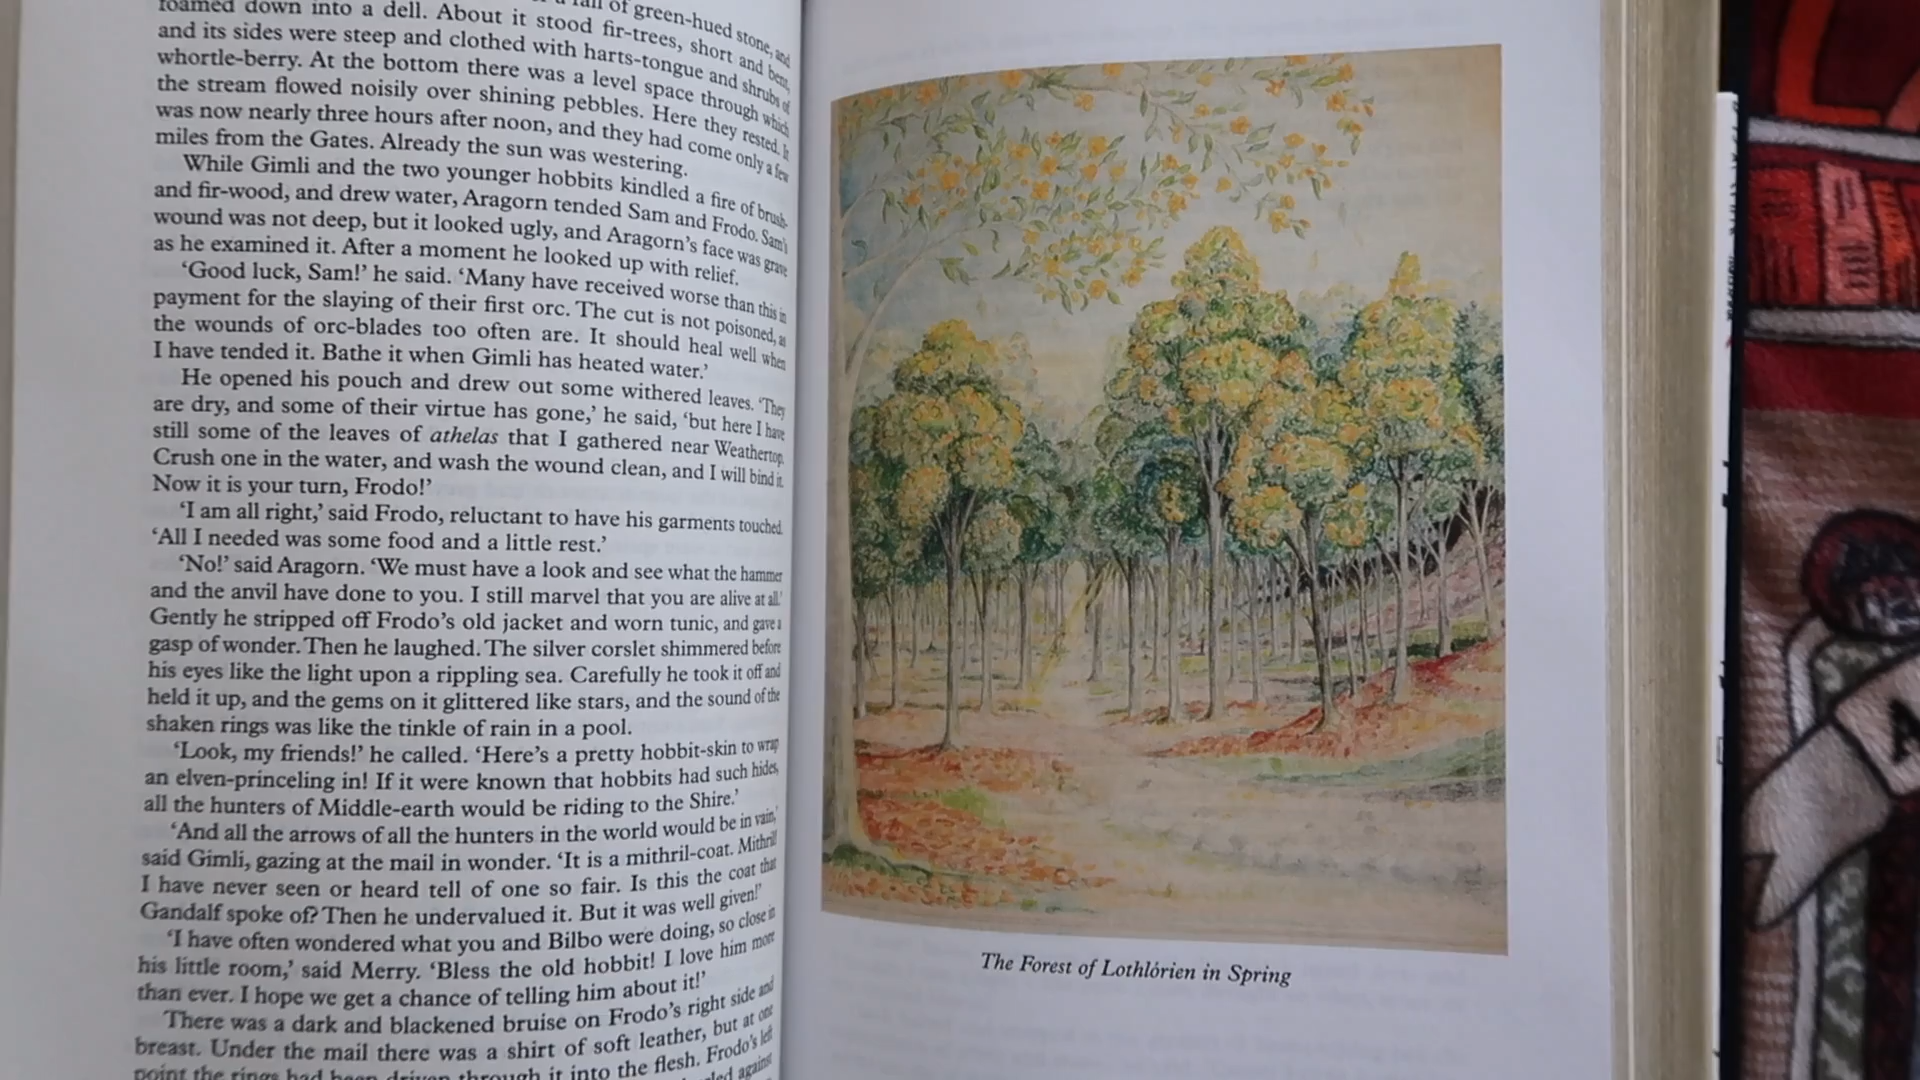 fall of green-hued stone, and
foamed down into a dell. About it stood fir-trees, short and bent,
and its sides were steep and clothed with harts-tongue and shrubs of
whortle-berry. At the bottom there was a level space through which
the stream flowed noisily over shining pebbles. Here they rested. It
was now nearly three hours after noon, and they had come only a few
miles from the Gates. Already the sun was westering.
While Gimli and the two younger hobbits kindled a fire of brush-
and fir-wood, and drew water, Aragorn tended Sam and Frodo. Sam's
wound was not deep, but it looked ugly, and Aragorn's face was grave
as he examined it. After a moment he looked up with relief.
‘Good luck, Sam!’ he said. ‘Many have received worse than this in
payment for the slaying of their first orc. The cut is not poisoned, as
the wounds of orc-blades too often are. It should heal well when
I have tended it. Bathe it when Gimli has heated water.’
He opened his pouch and drew out some withered leaves. ‘They
are dry, and some of their virtue has gone,’ he said, ‘but here I have
still some of the leaves of athelas that I gathered near Weathertop.
Crush one in the water, and wash the wound clean, and I will bind it.
Now it is your turn, Frodo!’
‘I am all right,’ said Frodo, reluctant to have his garments touched.
‘All I needed was some food and a little rest.’
‘No!’ said Aragorn. ‘We must have a look and see what the hammer
and the anvil have done to you. I still marvel that you are alive at all.’
Gently he stripped off Frodo’s old jacket and worn tunic, and gave a
gasp of wonder. Then he laughed. The silver corslet shimmered before
his eyes like the light upon a rippling sea. Carefully he took it off and
held it up, and the gems on it glittered like stars, and the sound of the
shaken rings was like the tinkle of rain in a pool.
‘Look, my friends!’ he called. ‘Here’s a pretty hobbit-skin to wrap
an elven-princeling in! If it were known that hobbits had such hides,
all the hunters of Middle-earth would be riding to the Shire.’
‘And all the arrows of all the hunters in the world would be in vain,’
said Gimli, gazing at the mail in wonder. ‘It is a mithril-coat. Mithril!
I have never seen or heard tell of one so fair. Is this the coat that
Gandalf spoke of? Then he undervalued it. But it was well given!’
‘I have often wondered what you and Bilbo were doing, so close in
his little room,’ said Merry. ‘Bless the old hobbit! I love him more
than ever. I hope we get a chance of telling him about it!’
There was a dark and blackened bruise on Frodo’s right side and
breast. Under the mail there was a shirt of soft leather, but at one
point the rings had been driven through it into the flesh. Frodo’s left
against
The Forest of Lothlórien in Spring
A